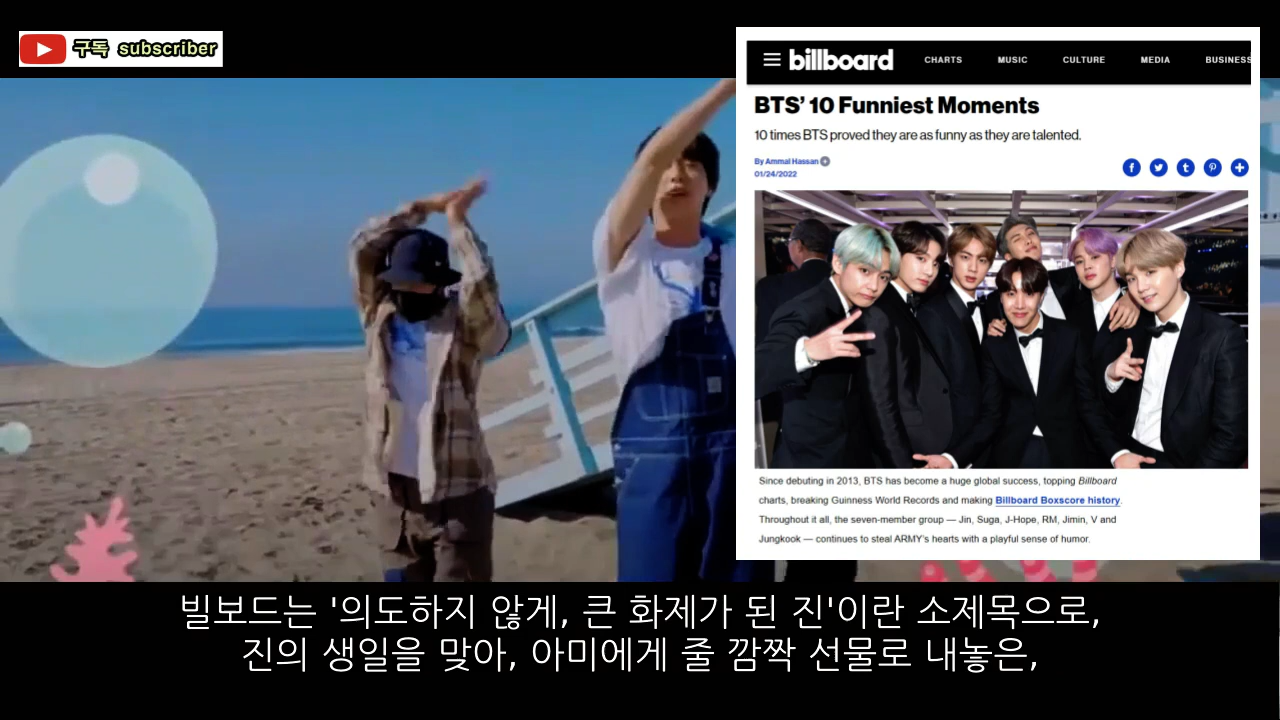 구독 subscriber
billboard CHARTS MUSIC CULTURE MEDIA BUSINESS
BTS' 10 Funniest Moments
10 times BTS proved they are as funny as they are talented.
By Ammal Hassan
01/24/2022
Since debuting in 2013, BTS has become a huge global success, topping Billboard
charts, breaking Guinness World Records and making Billboard Boxscore history.
Throughout it all, the seven-member group — Jin, Suga, J-Hope, RM, Jimin, V and
Jungkook — continues to steal ARMY's hearts with a playful sense of humor.
빌보드는 '의도하지 않게, 큰 화제가 된 진'이란 소제목으로,
진의 생일을 맞아, 아미에게 줄 깜짝 선물로 내놓은,